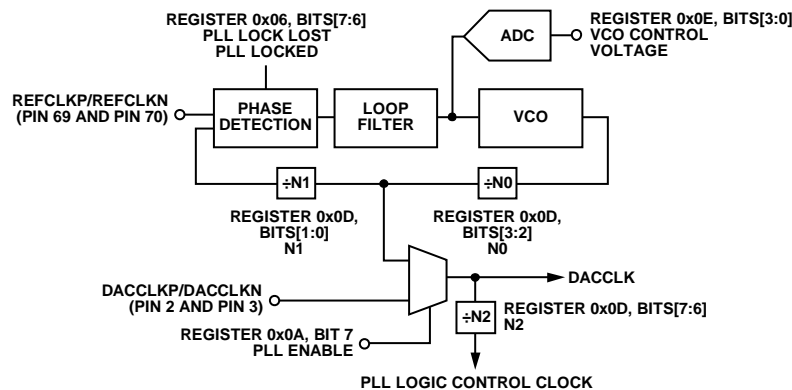 REGISTER 0x06, BITS[7:6]
PLL LOCK LOST
PLL LOCKED
ADC
REGISTER 0x0E, BITS[3:0]
VCO CONTROL
VOLTAGE
REFCLKP/REFCLKN
(PIN 69 AND PIN 70)
PHASE
DETECTION
LOOP
FILTER
VCO
÷N1
÷N0
REGISTER 0x0D,
BITS[1:0]
N1
REGISTER 0x0D,
BITS[3:2]
N0
DACCLK
DACCLKP/DACCLKN
(PIN 2 AND PIN 3)
÷N2
REGISTER 0x0D, BITS[7:6]
N2
REGISTER 0x0A, BIT 7
PLL ENABLE
PLL LOGIC CONTROL CLOCK